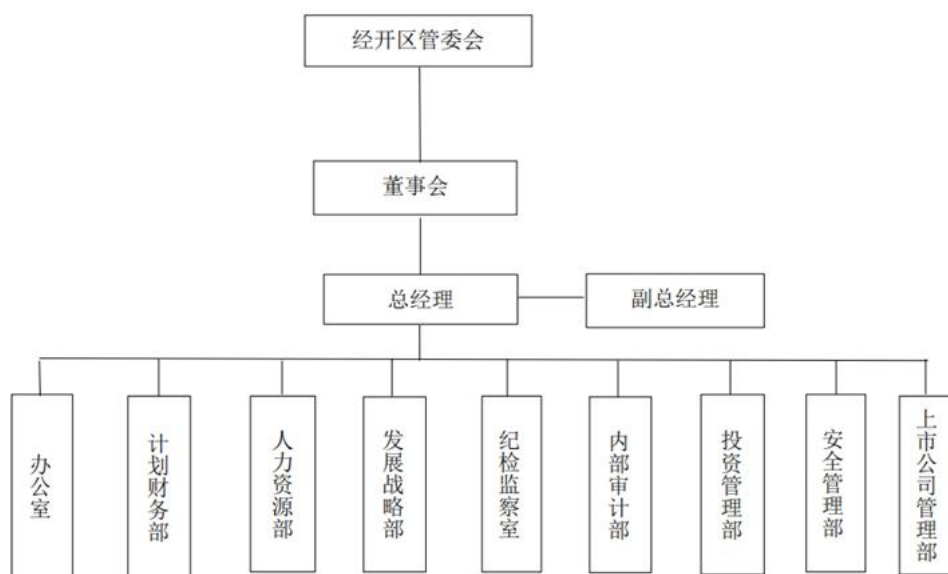 经开区管委会
董事会
总经理
副总经理
办公室
计划财务部
人力资源部
发展战略部
纪检监察室
内部审计部
投资管理部
安全管理部
上市公司管理部